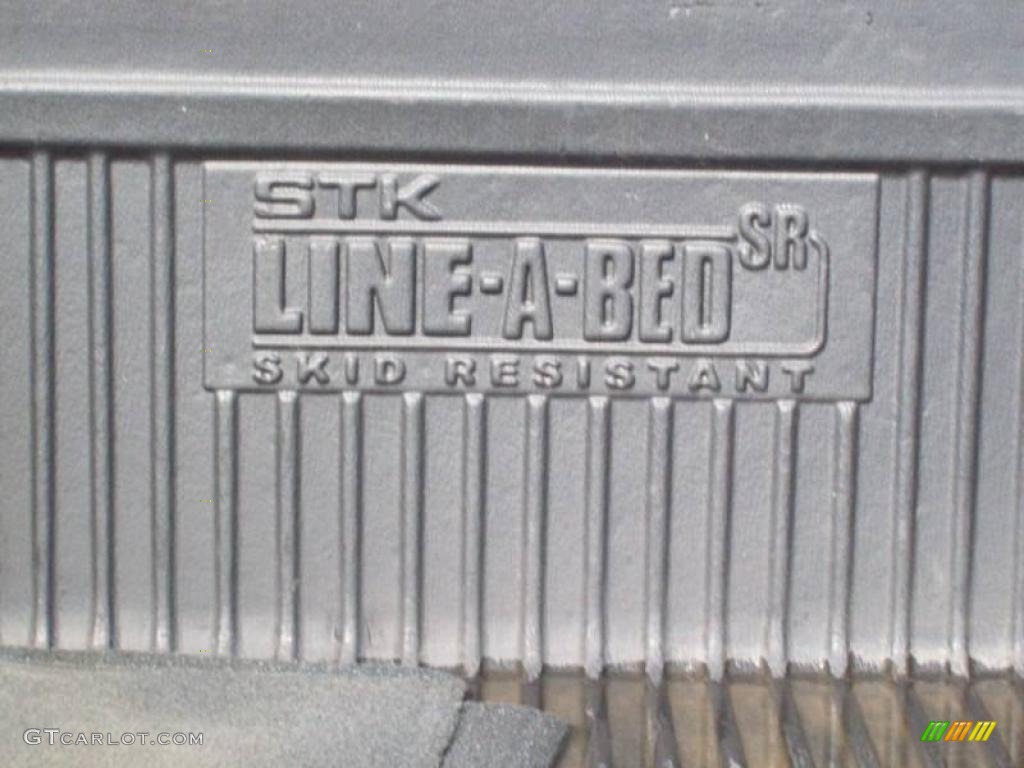 STK
LINE-A-BED SR
SKID RESISTANT
GTCARLOT.COM